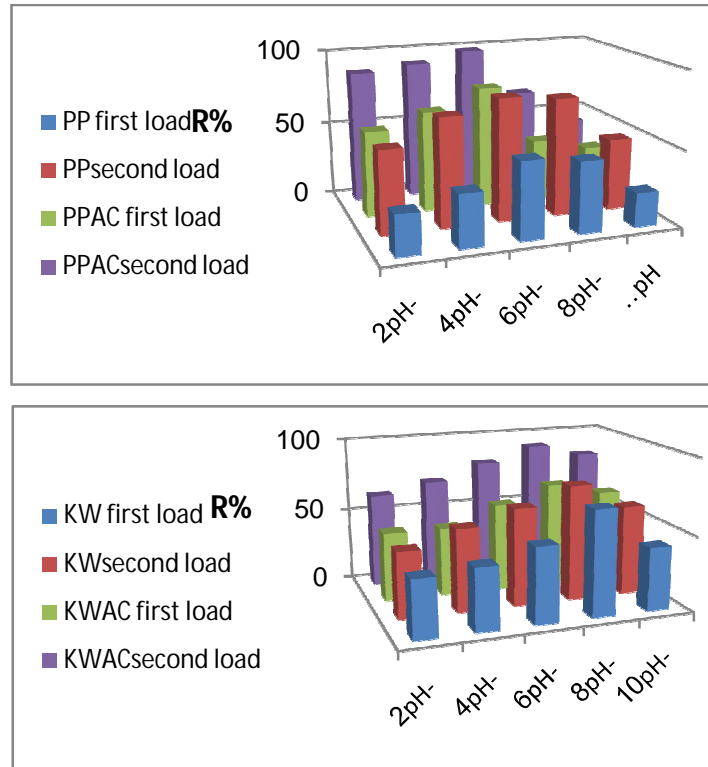 100
50
0
PP first load R%
PPsecond load
PPAC first load
PPACsecond load
2pH-
4pH-
6pH-
8pH-
..pH
100
50
0
KW first load R%
KWsecond load
KWAC first load
KWACsecond load
2pH-
4pH-
6pH-
8pH-
10pH-